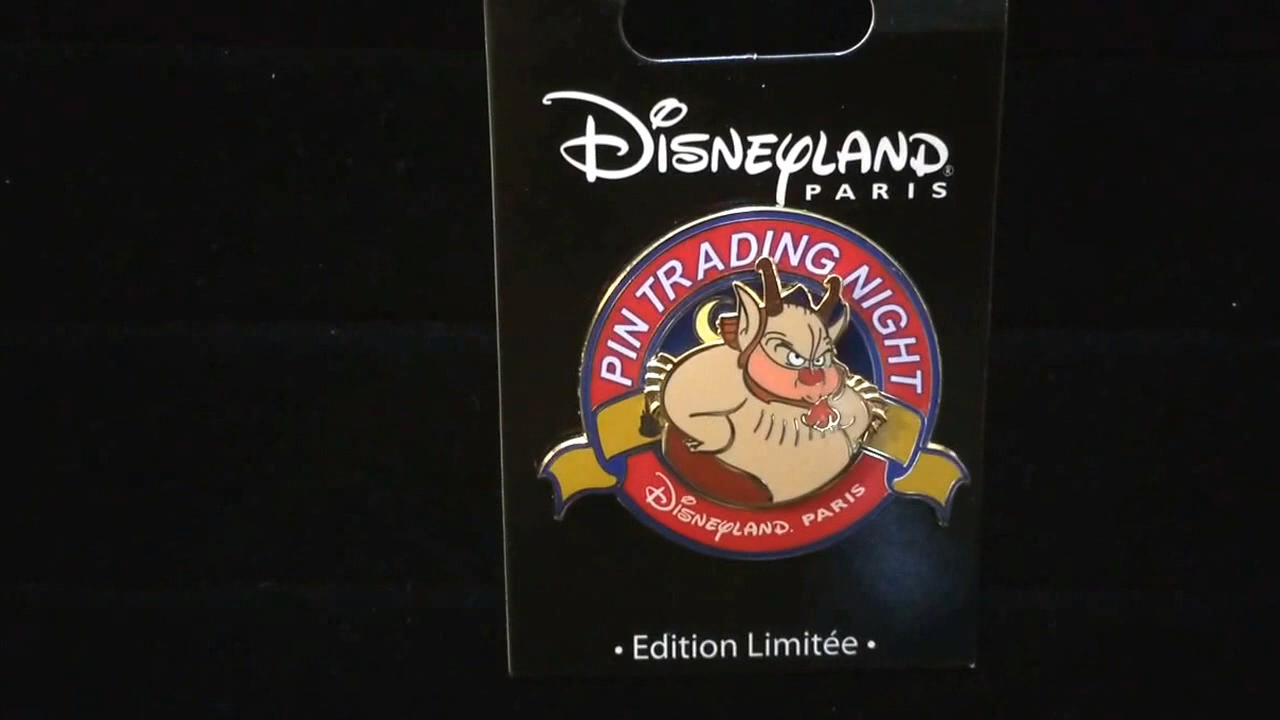 Disneyland®
PARIS
PIN TRADING NIGHT
Disneyland. PARIS
• Edition Limitée •